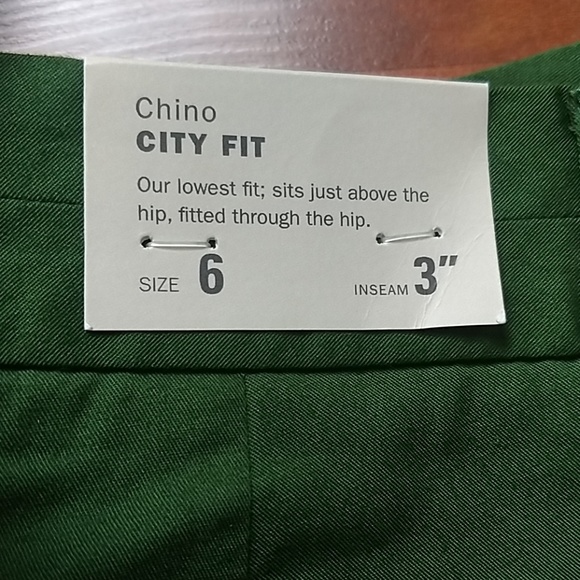 Chino
CITY FIT
Our lowest fit; sits just above the
hip, fitted through the hip.
SIZE 6
INSEAM 3"